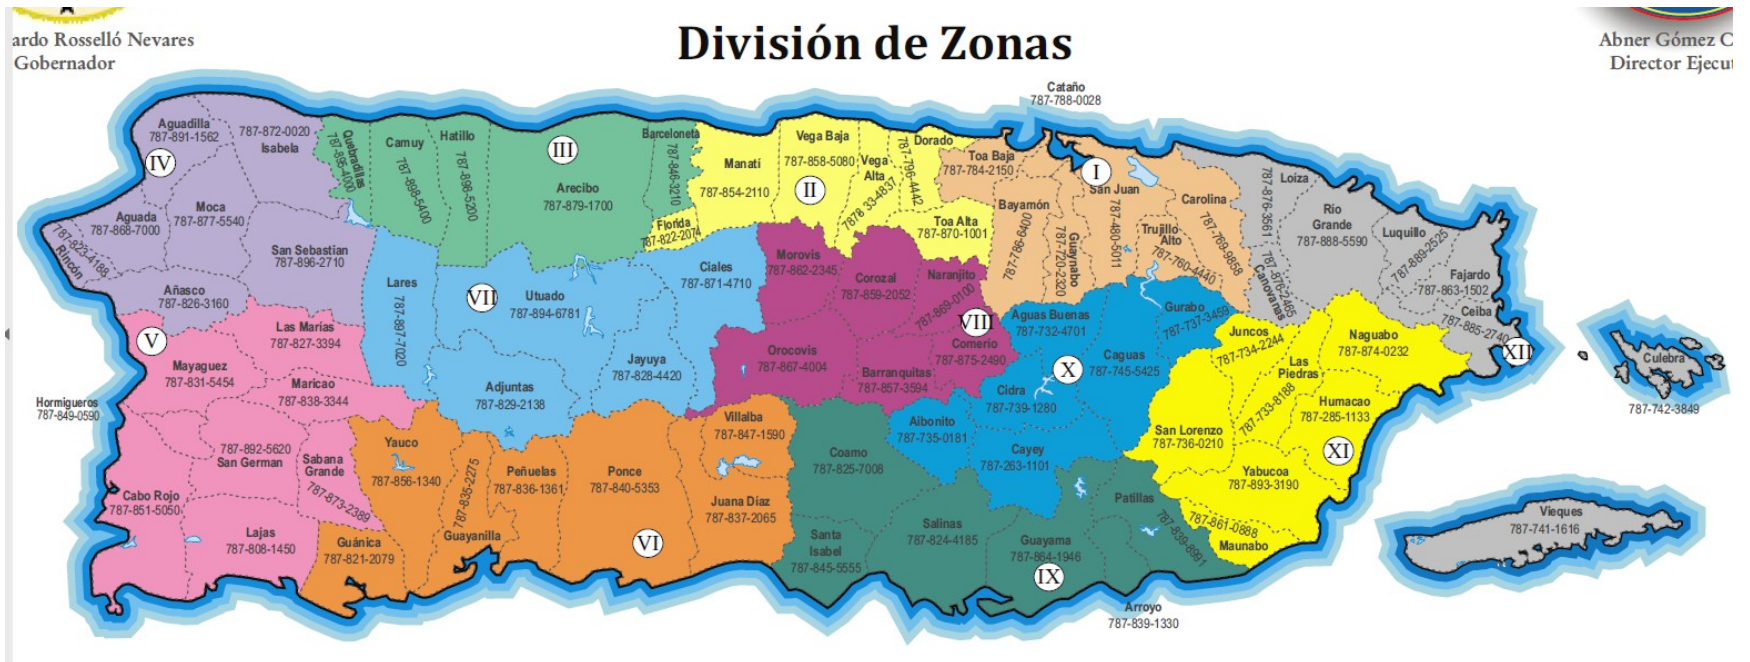 ardo Rosselló Nevares
Gobernador
División de Zonas
Abner Gómez C
Director Ejecut
Cataño
787-788-0028
Aguadilla
787-891-1562
787-872-0020
Isabela
IV
Quebradillas
787-895-4000
Camuy
787-898-5400
Hatillo
787-898-5200
III
Arecibo
787-879-1700
Barceloneta
787-846-3210
Florida
787-822-2074
Manatí
787-854-2110
Vega Baja
787-858-5080
II
Vega
Alta
7878 33-4837
Dorado
787-796-4442
Toa Alta
787-870-1001
Toa Baja
787-784-2150
I
San Juan
787-480-5011
Bayamón
787-786-6400
Guaynabo
787-720-2320
Trujillo
Alto
787-760-4440
Carolina
787-769-9858
Loíza
787-876-3561
Canovanas
787-876-2465
Río
Grande
787-888-5590
Luquillo
787-889-2525
Fajardo
787-863-1502
Ceiba
787-885-2740
XII
Culebra
787-742-3849
Vieques
787-741-1616
Aguada
787-868-7000
Moca
787-877-5540
Rincón
787-823-4188
San Sebastian
787-896-2710
Añasco
787-826-3160
Lares
787-897-7020
VII
Utuado
787-894-6781
Ciales
787-871-4710
Adjuntas
787-829-2138
Jayuya
787-828-4420
Morovis
787-862-2345
Corozal
787-859-2052
Naranjito
787-869-0100
VIII
Orocovis
787-867-4004
Barranquitas
787-857-3594
Comerío
787-875-2490
Aguas Buenas
787-732-4701
Gurabo
787-737-3459
X
Caguas
787-745-5425
Cidra
787-739-1280
Aibonito
787-735-0181
Cayey
787-263-1101
Juncos
787-734-2244
Naguabo
787-874-0232
Las
Piedras
787-733-8188
Humacao
787-285-1133
San Lorenzo
787-736-0210
XI
Yabucoa
787-893-3190
787-861-0888
Maunabo
V
Las Marías
787-827-3394
Mayaguez
787-831-5454
Maricao
787-838-3344
Hormigueros
787-849-0590
787-892-5620
San German
Sabana
Grande
787-873-2389
Cabo Rojo
787-851-5050
Lajas
787-808-1450
Yauco
787-856-1340
Guánica
787-821-2079
787-835-2275
Guayanilla
Peñuelas
787-836-1361
Ponce
787-840-5353
VI
Villalba
787-847-1590
Juana Díaz
787-837-2065
Coamo
787-825-7008
Santa
Isabel
787-845-5555
Salinas
787-824-4185
Guayama
787-864-1946
IX
Patillas
787-839-8991
Arroyo
787-839-1330